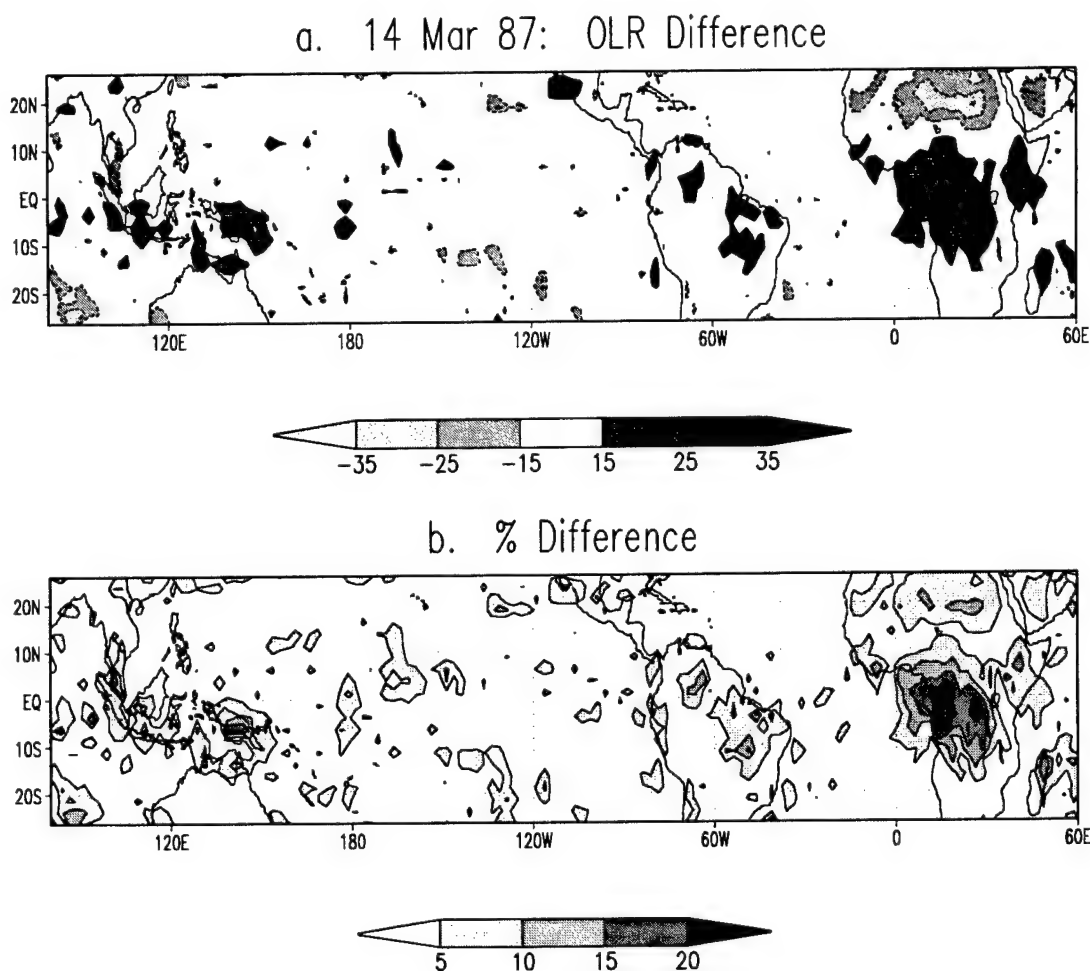 a. 14 Mar 87: OLR Difference
20N
10N
EQ
10S
20S
120E 180 120W 60W 0 60E
-35 -25 -15 15 25 35
b. % Difference
20N
10N
EQ
10S
20S
120E 180 120W 60W 0 60E
5 10 15 20